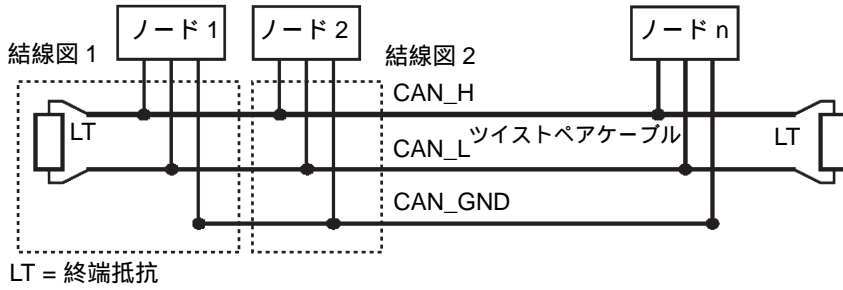 ノード 1
ノード 2
ノード n
結線図 1
結線図 2
CAN_H
LT
ツイストペアケーブル
LT
CAN_L
CAN_GND
LT = 終端抵抗